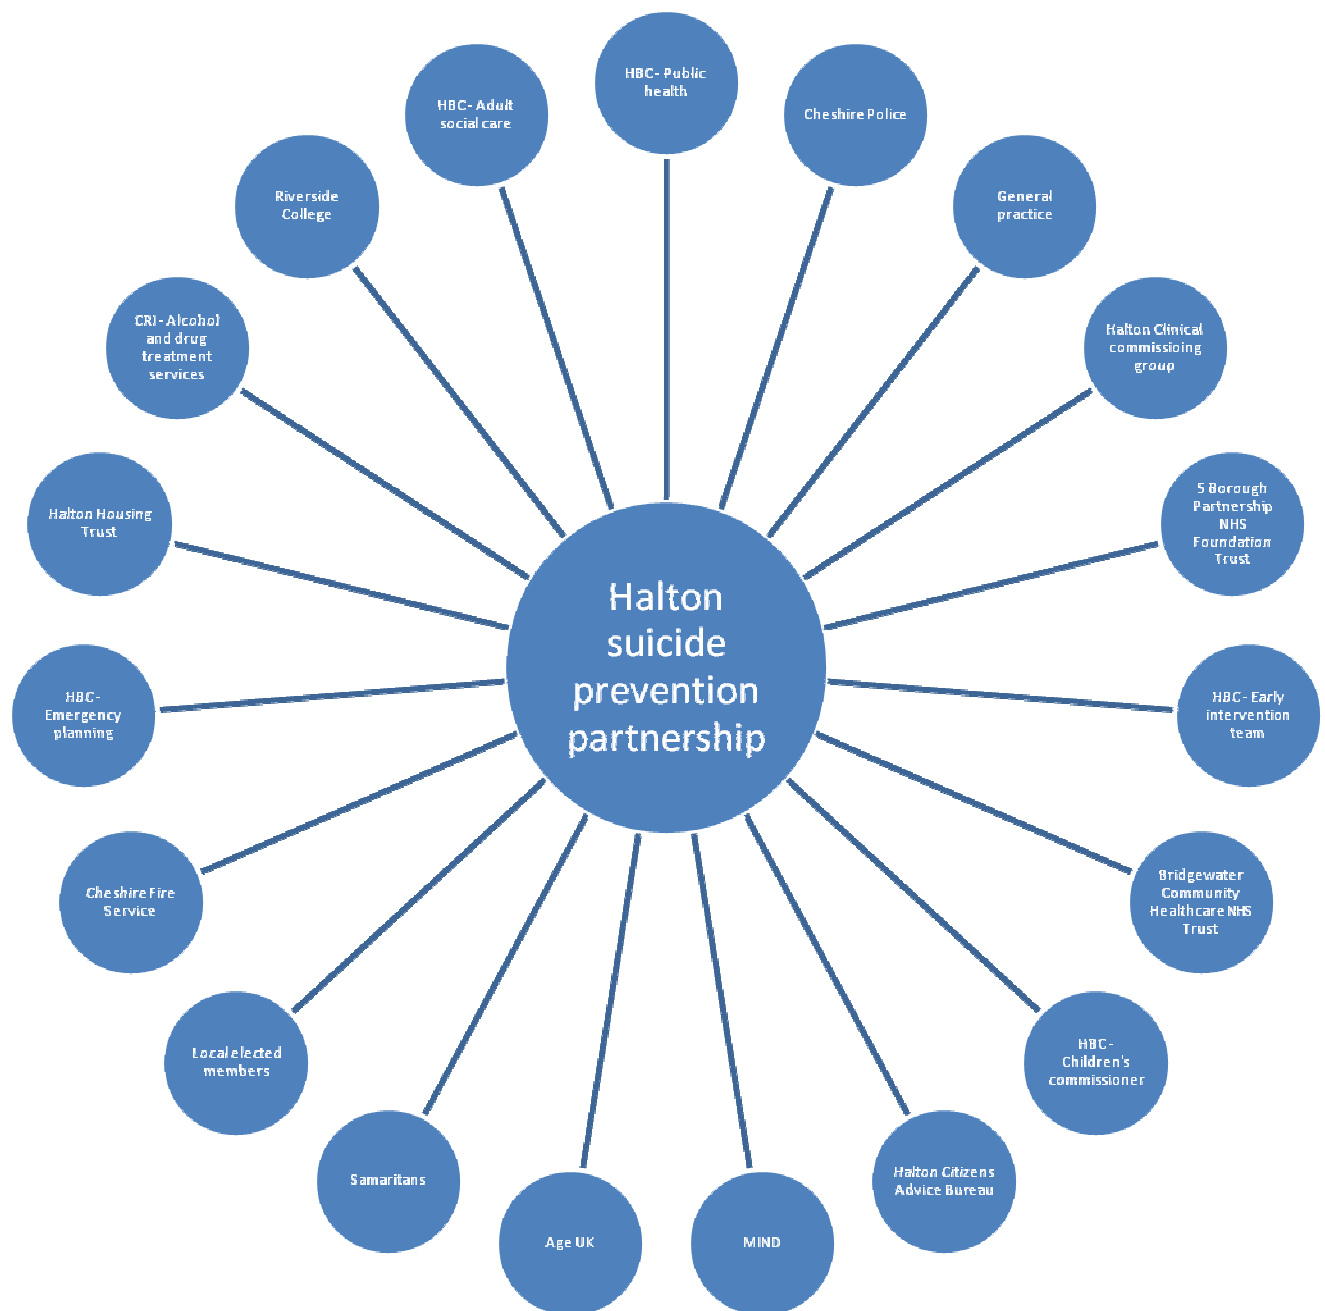 HBC- Public
health
Cheshire Police
General
practice
Halton Clinical
commissioing
group
5 Borough
Partnership
NHS
Foundation
Trust
HBC- Early
intervention
team
Bridgewater
Community
Healthcare NHS
Trust
HBC-
Children's
commissioner
Halton Citizens
Advice Bureau
MIND
Age UK
Samaritans
Local elected
members
Cheshire Fire
Service
HBC-
Emergency
planning
Halton Housing
Trust
CRI- Alcohol
and drug
treatment
services
Riverside
College
HBC- Adult
social care
Halton
suicide
prevention
partnership